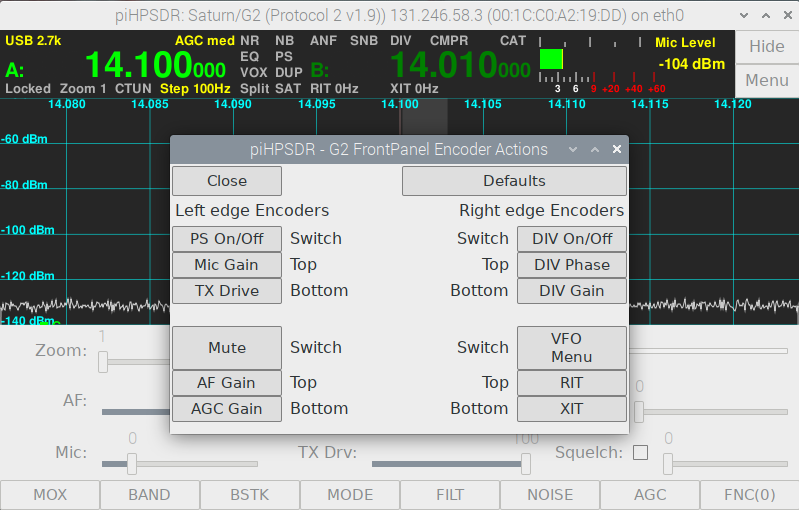 piHPSDR: Saturn/G2 (Protocol 2 v1.9)) 131.246.58.3 (00:1C:C0:A2:19:DD) on eth0
USB 2.7k AGC med NR NB ANF SNB DIV CMPR CAT Mic Level Hide
A: 14.100000 EQ PS B: 14.010000 -104 dBm
VOX DUP
Locked Zoom 1 CTUN Step 100Hz Split SAT RIT 0Hz XIT 0Hz 3 6 9 +20 +40 +60 Menu
14.080 14.085 14.090 14.095 14.100 14.105 14.110 14.115 14.120
-60 dBm
-80 dBm
-100 dBm
-120 dBm
-140 dBm
piHPSDR - G2 FrontPanel Encoder Actions
Close Defaults
Left edge Encoders Right edge Encoders
PS On/Off Switch Switch DIV On/Off
Mic Gain Top Top DIV Phase
TX Drive Bottom Bottom DIV Gain
Mute Switch Switch VFO
Menu
AF Gain Top Top RIT
AGC Gain Bottom Bottom XIT
Zoom: 1
AF: 0
Mic: 0 TX Drv: 100 Squelch: 0
MOX BAND BSTK MODE FILT NOISE AGC FNC(0)